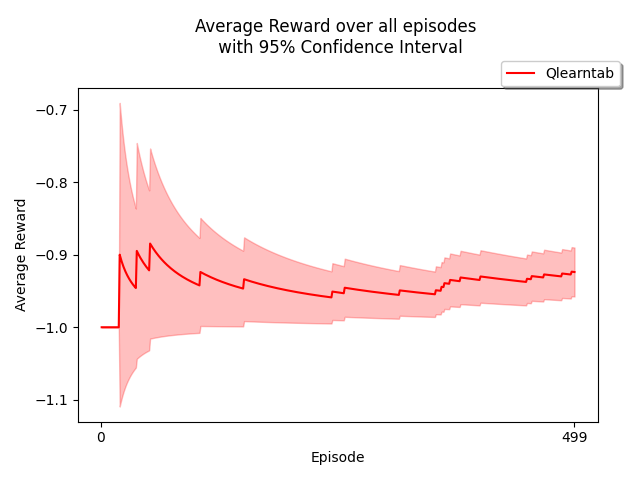 Average Reward over all episodes
with 95% Confidence Interval
Qlearntab
−0.7
−0.8
−0.9
−1.0
−1.1
Average Reward
0
499
Episode